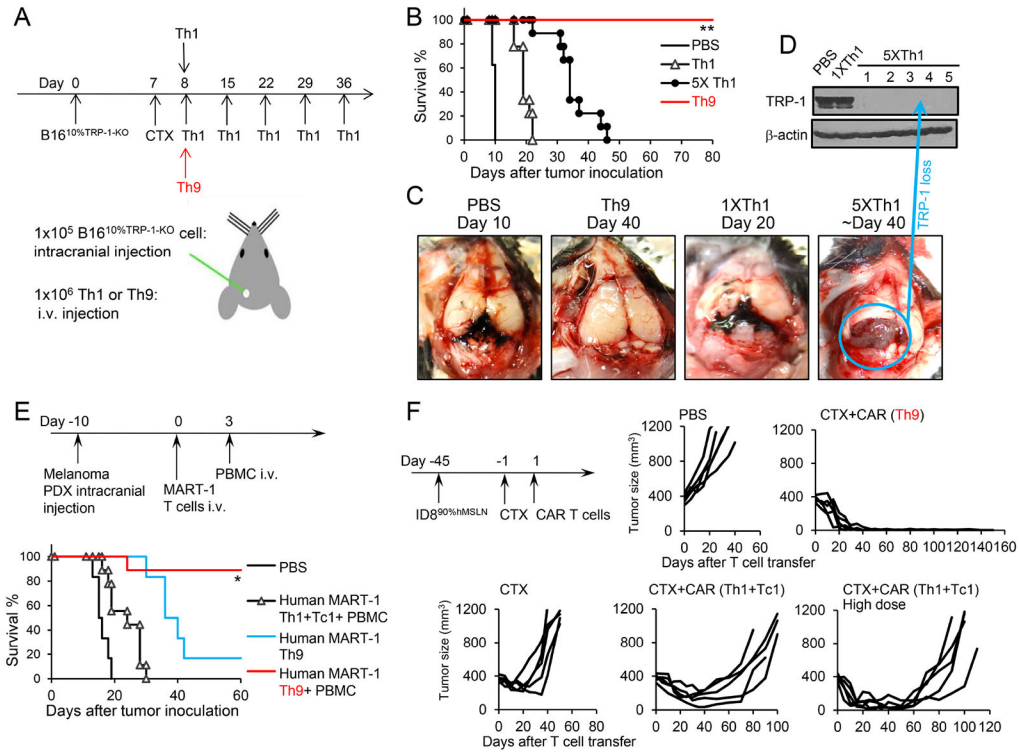 A
Th1
Day 0 7 8 15 22 29 36
B1610%TRP-1-KO CTX Th1 Th1 Th1 Th1 Th1
Th9
1x105 B1610%TRP-1-KO cell:
intracranial injection
1x106 Th1 or Th9:
i.v. injection
B
Survival %
100
80
60
40
20
0
0 10 20 30 40 50 60 70 80
Days after tumor inoculation
**
PBS
Th1
5X Th1
Th9
C
PBS
Day 10
Th9
Day 40
1XTh1
Day 20
5XTh1
~Day 40
D
PBS
1XTh1
5XTh1
1 2 3 4 5
TRP-1
β-actin
TRP-1 loss
E
Day -10 0 3
Melanoma
PDX intracranial
injection
MART-1
T cells i.v.
PBMC i.v.
Survival %
100
80
60
40
20
0
0 20 40 60
Days after tumor inoculation
*
PBS
Human MART-1
Th1+Tc1+ PBMC
Human MART-1
Th9
Human MART-1
Th9+ PBMC
F
Day -45 -1 1
ID890%hMSLN CTX CAR T cells
PBS
Tumor size (mm3)
1200
800
400
0
0 20 40 60 80
Days after T cell transfer
CTX+CAR (Th9)
1200
800
400
0
0 20 40 60 80 100 120 140 160
CTX
Tumor size (mm3)
1200
800
400
0
0 20 40 60 80
CTX+CAR (Th1+Tc1)
1200
800
400
0
0 20 40 60 80 100
CTX+CAR (Th1+Tc1)
High dose
1200
800
400
0
0 20 40 60 80 100 120
Days after T cell transfer